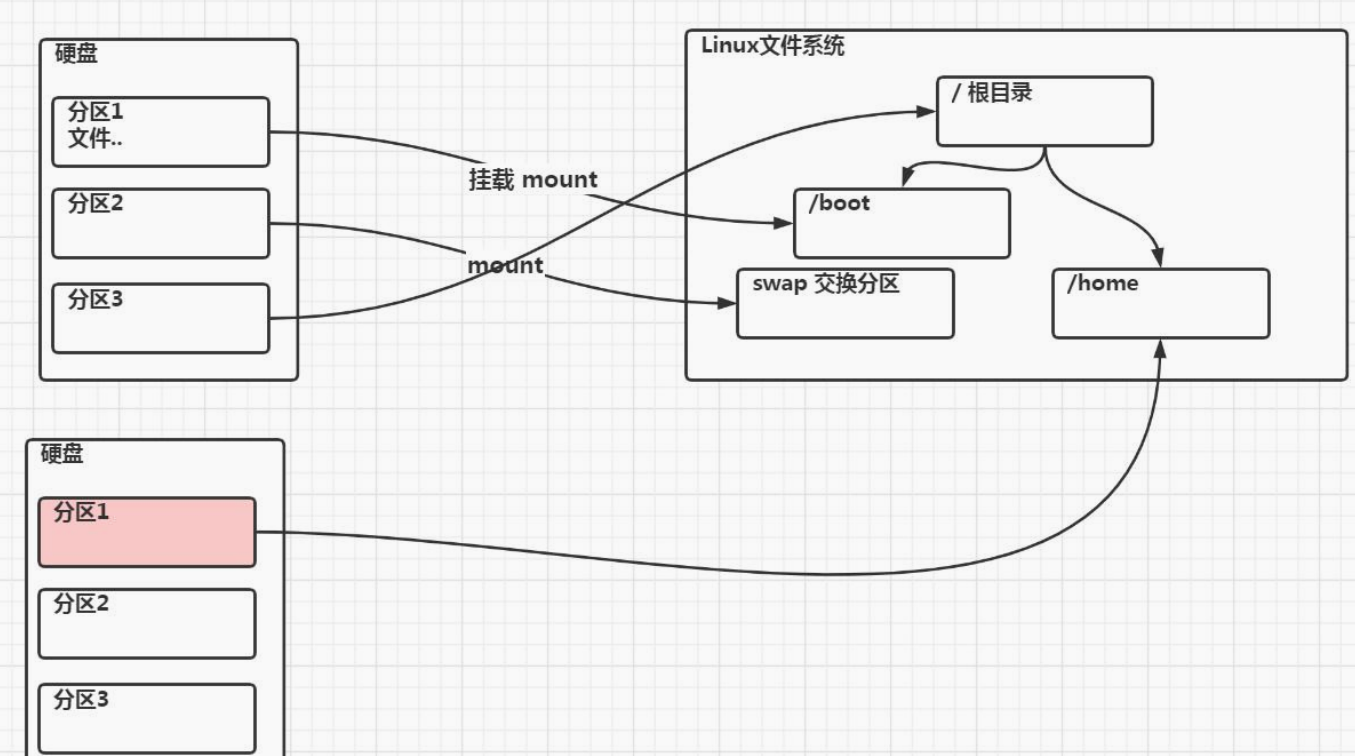 硬盘
分区1
文件..
分区2
分区3
挂载 mount
mount
Linux文件系统
/ 根目录
/boot
swap 交换分区
/home
硬盘
分区1
分区2
分区3